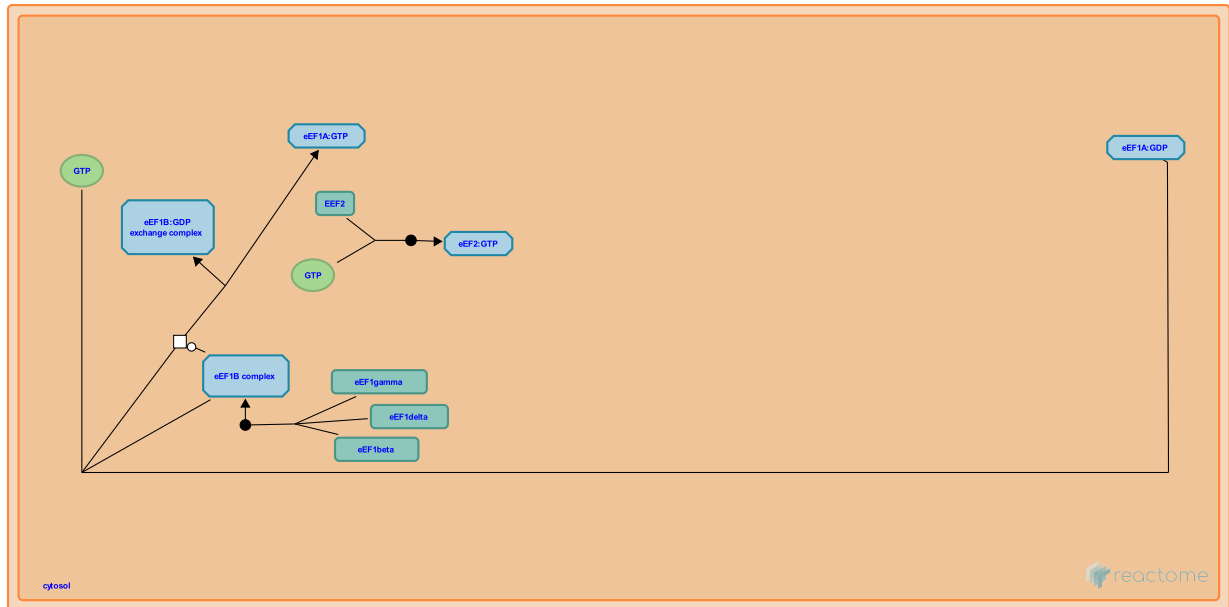 eEF1A:GTP
eEF1A:GDP
GTP
EEF2
eEF1B:GDP
exchange complex
eEF2:GTP
GTP
eEF1B complex
eEF1gamma
eEF1delta
eEF1beta
cytosol
reactome